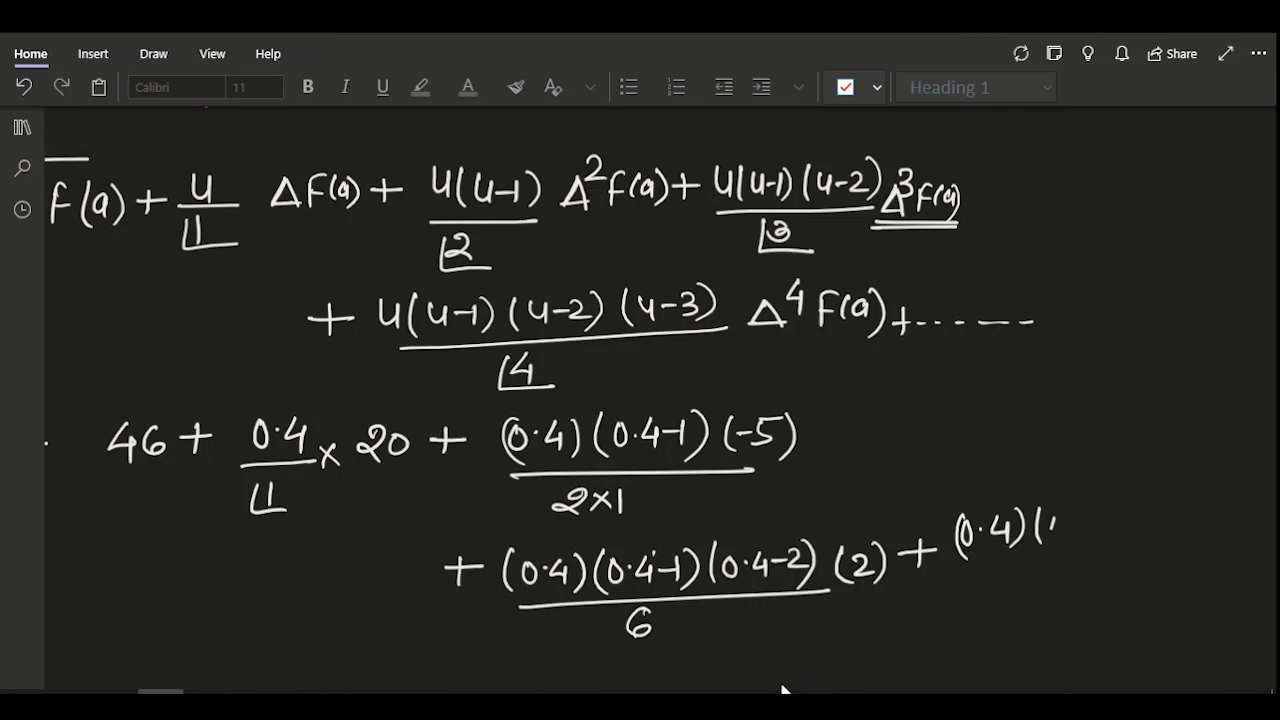 Home Insert Draw View Help Share
Calibri 11 B I U A Heading 1
F(a) + u/⌊1 ΔF(a) + u(u-1)/⌊2 Δ²f(a) + u(u-1)(u-2)/⌊3 Δ³f(a)
+ u(u-1)(u-2)(u-3)/⌊4 Δ⁴F(a) + ......
46 + 0.4/⌊1 × 20 + (0.4)(0.4-1)(-5)/2×1
+ (0.4)(0.4-1)(0.4-2)/6 (2) + (0.4)(